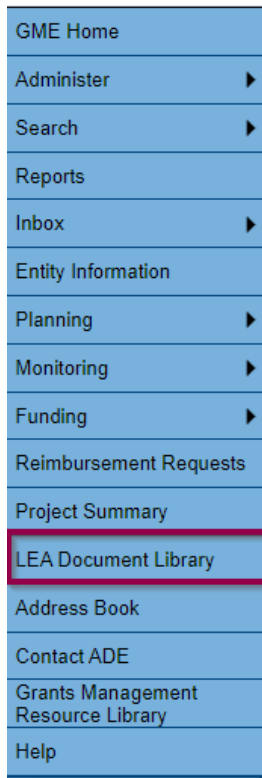 GME Home
Administer
Search
Reports
Inbox
Entity Information
Planning
Monitoring
Funding
Reimbursement Requests
Project Summary
LEA Document Library
Address Book
Contact ADE
Grants Management
Resource Library
Help